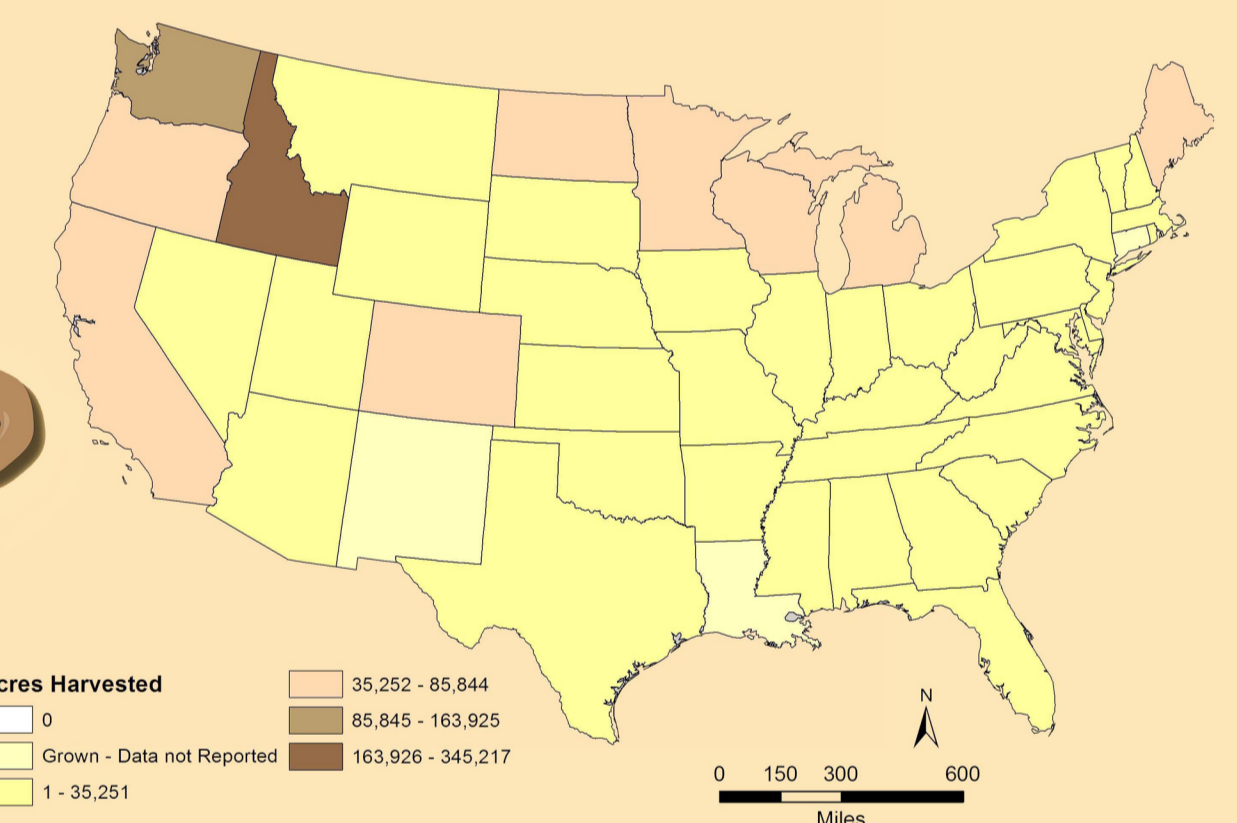 cres Harvested
0
Grown - Data not Reported
1 - 35,251
35,252 - 85,844
85,845 - 163,925
163,926 - 345,217
N
0 150 300 600
Miles